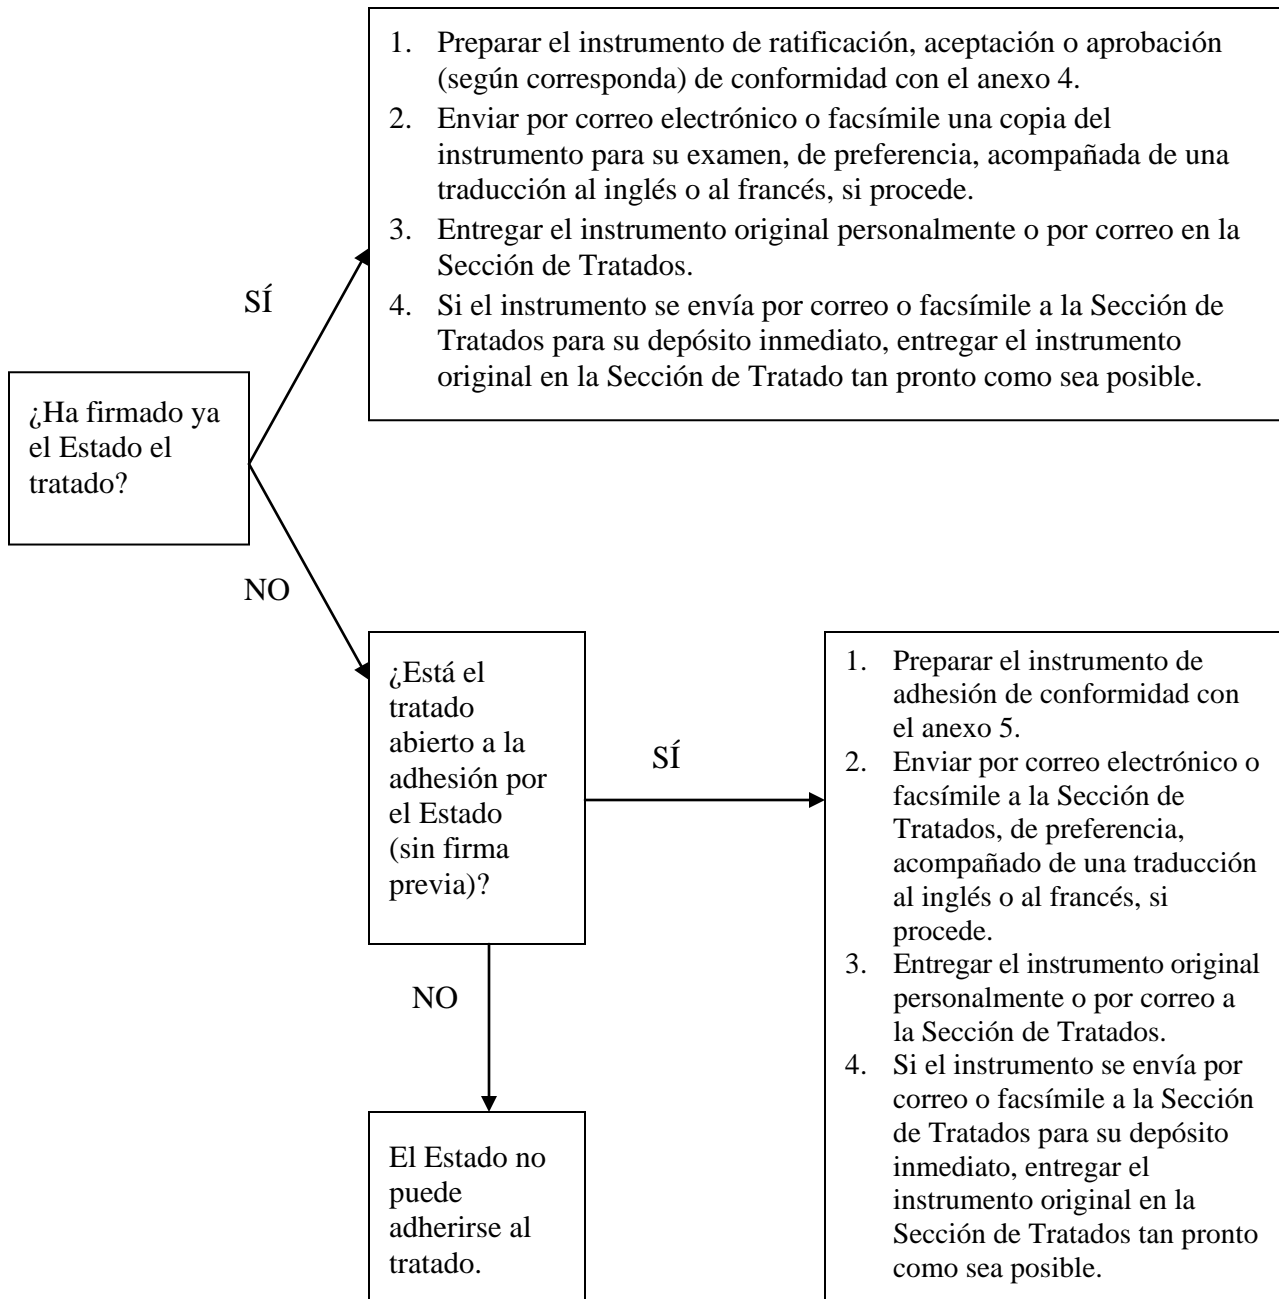 1. Preparar el instrumento de ratificación, aceptación o aprobación
(según corresponda) de conformidad con el anexo 4.
2. Enviar por correo electrónico o facsímile una copia del
instrumento para su examen, de preferencia, acompañada de una
traducción al inglés o al francés, si procede.
3. Entregar el instrumento original personalmente o por correo en la
Sección de Tratados.
4. Si el instrumento se envía por correo o facsímile a la Sección de
Tratados para su depósito inmediato, entregar el instrumento
original en la Sección de Tratado tan pronto como sea posible.
SÍ
¿Ha firmado ya
el Estado el
tratado?
NO
¿Está el
tratado
abierto a la
adhesión por
el Estado
(sin firma
previa)?
SÍ
1. Preparar el instrumento de
adhesión de conformidad con
el anexo 5.
2. Enviar por correo electrónico o
facsímile a la Sección de
Tratados, de preferencia,
acompañado de una traducción
al inglés o al francés, si
procede.
3. Entregar el instrumento original
personalmente o por correo a
la Sección de Tratados.
4. Si el instrumento se envía por
correo o facsímile a la Sección
de Tratados para su depósito
inmediato, entregar el
instrumento original en la
Sección de Tratados tan pronto
como sea posible.
NO
El Estado no
puede
adherirse al
tratado.